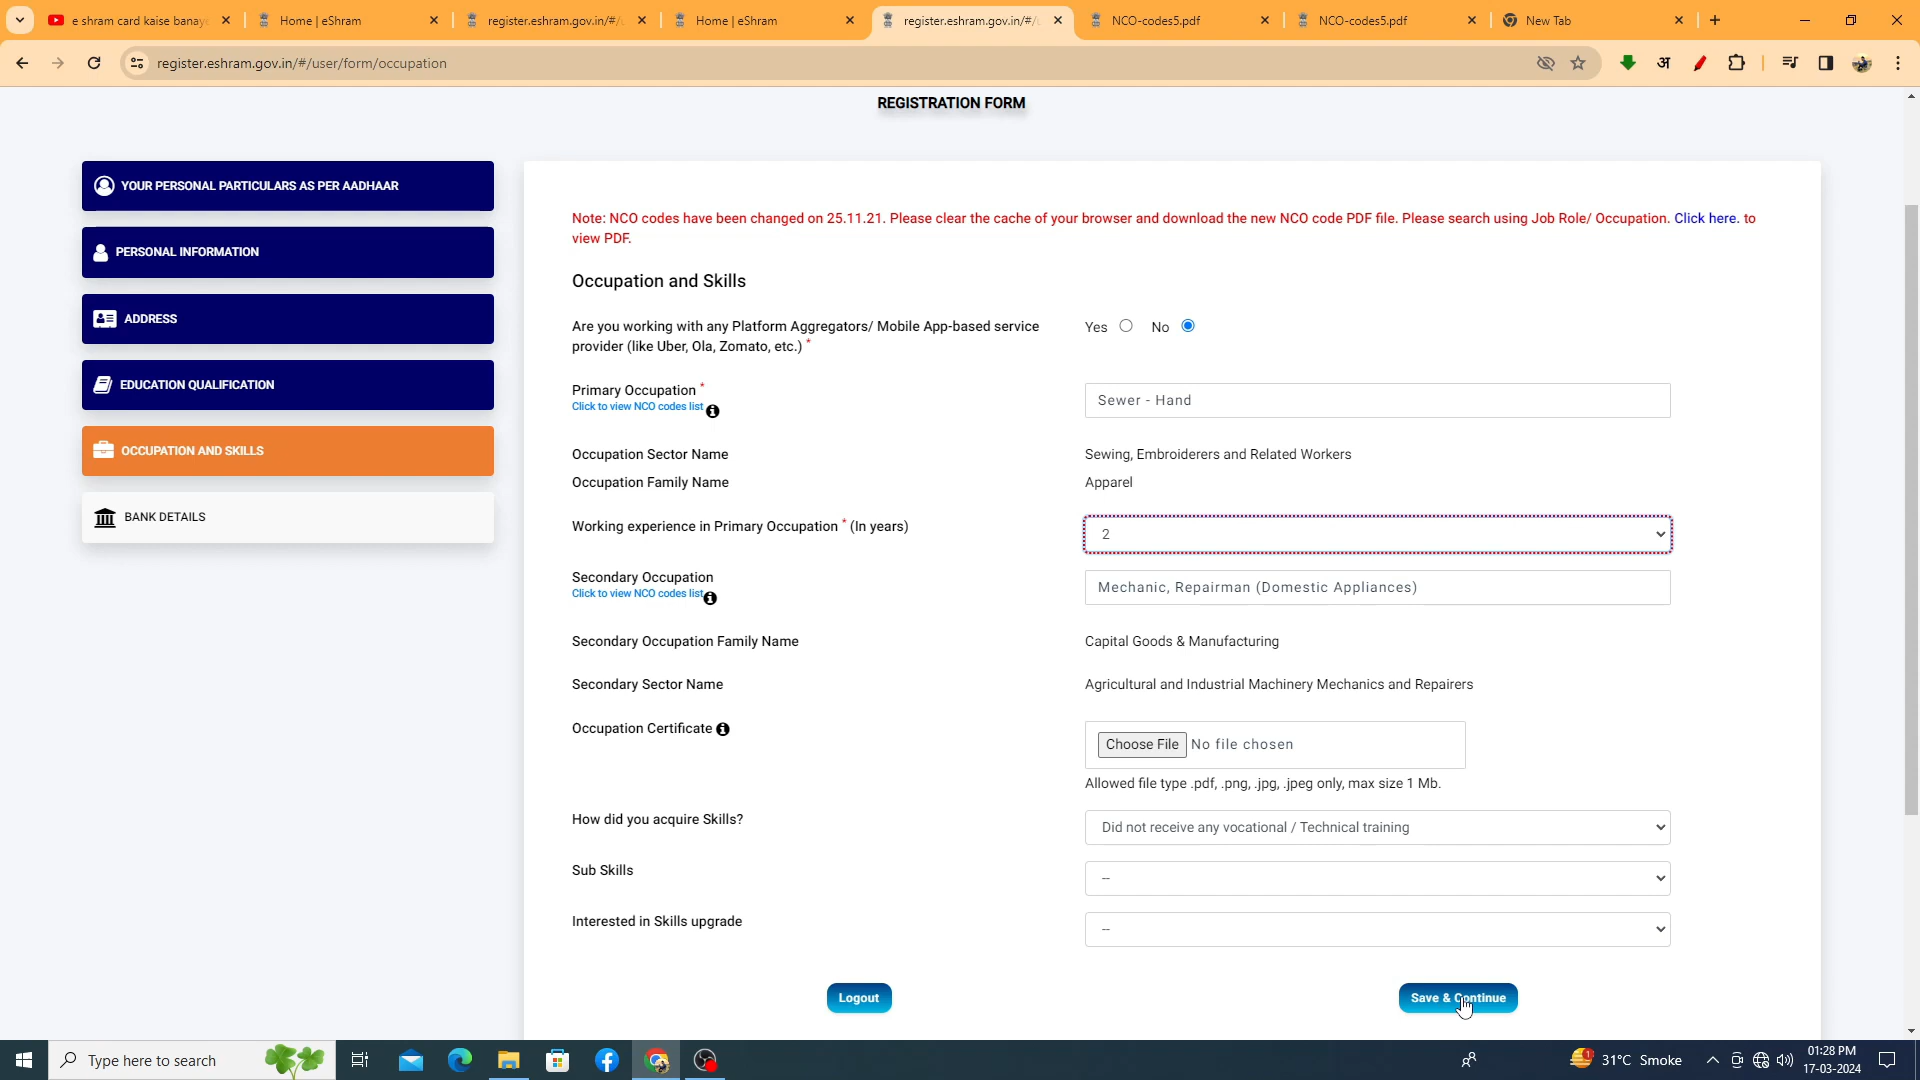 e shram card kaise banaye
Home | eShram
register.eshram.gov.in/#/u
Home | eShram
register.eshram.gov.in/#/u
NCO-codes5.pdf
NCO-codes5.pdf
New Tab
register.eshram.gov.in/#/user/form/occupation
अ
REGISTRATION FORM
YOUR PERSONAL PARTICULARS AS PER AADHAAR
PERSONAL INFORMATION
ADDRESS
EDUCATION QUALIFICATION
OCCUPATION AND SKILLS
BANK DETAILS
Note: NCO codes have been changed on 25.11.21. Please clear the cache of your browser and download the new NCO code PDF file. Please search using Job Role/ Occupation. Click here. to
view PDF.
Occupation and Skills
Are you working with any Platform Aggregators/ Mobile App-based service
provider (like Uber, Ola, Zomato, etc.) *
Yes No
Primary Occupation *
Click to view NCO codes list
Sewer - Hand
Occupation Sector Name
Sewing, Embroiderers and Related Workers
Occupation Family Name
Apparel
Working experience in Primary Occupation * (In years)
2
Secondary Occupation
Click to view NCO codes list
Mechanic, Repairman (Domestic Appliances)
Secondary Occupation Family Name
Capital Goods & Manufacturing
Secondary Sector Name
Agricultural and Industrial Machinery Mechanics and Repairers
Occupation Certificate
Choose File No file chosen
Allowed file type .pdf, .png, .jpg, .jpeg only, max size 1 Mb.
How did you acquire Skills?
Did not receive any vocational / Technical training
Sub Skills
--
Interested in Skills upgrade
--
Logout
Save & Continue
Type here to search
1
31°C Smoke
01:28 PM
17-03-2024